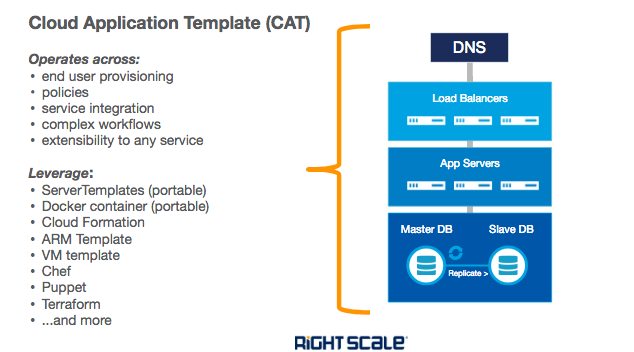 Cloud Application Template (CAT)
Operates across:
• end user provisioning
• policies
• service integration
• complex workflows
• extensibility to any service
Leverage:
• ServerTemplates (portable)
• Docker container (portable)
• Cloud Formation
• ARM Template
• VM template
• Chef
• Puppet
• Terraform
• ...and more
DNS
Load Balancers
App Servers
Master DB
Slave DB
Replicate >
RIGHTSCALE